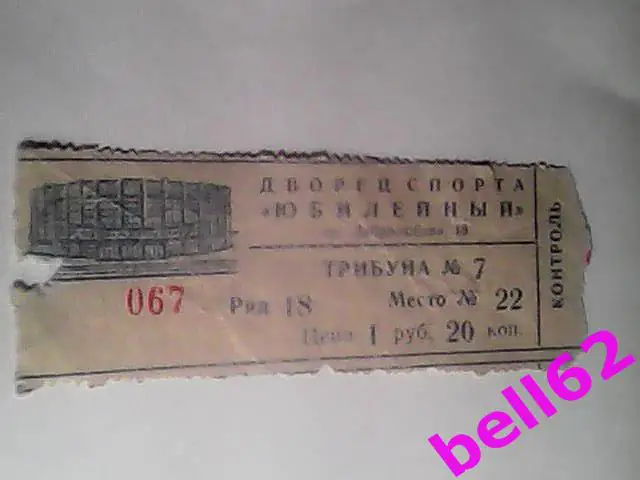 ДВОРЕЦ СПОРТА
«ЮБИЛЕЙНЫЙ»
18
ТРИБУНА № 7
067 Ряд 18 Место № 22
Цена 1 руб. 20 коп.
КОНТРОЛЬ
bell62